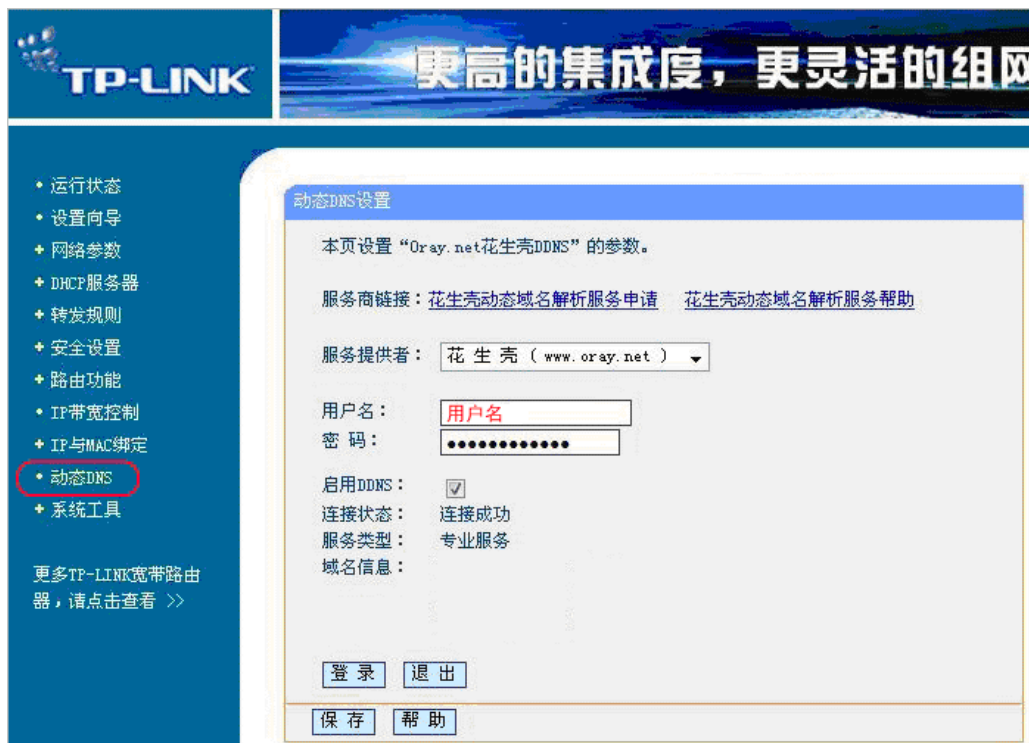 TP-LINK
更高的集成度，更灵活的组网
运行状态
设置向导
网络参数
DHCP服务器
转发规则
安全设置
路由功能
IP带宽控制
IP与MAC绑定
动态DNS
系统工具
更多TP-LINK宽带路由
器，请点击查看 >>
动态DNS设置
本页设置“Oray.net花生壳DDNS”的参数。
服务商链接：花生壳动态域名解析服务申请 花生壳动态域名解析服务帮助
服务提供者：花 生 壳 ( www.oray.net )
用户名：用户名
密 码：●●●●●●●●●●●●
启用DDNS：
连接状态： 连接成功
服务类型： 专业服务
域名信息：
登 录 退 出
保 存 帮 助